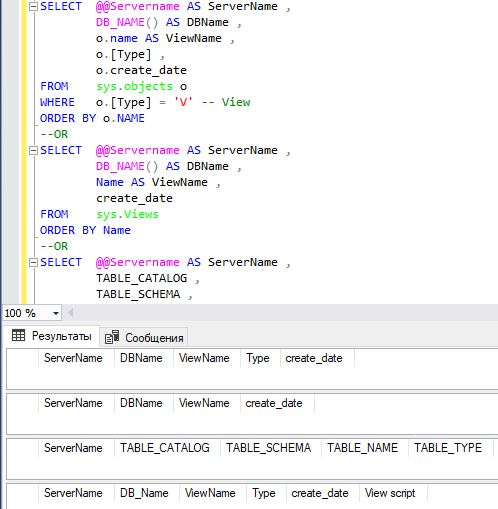 SELECT @@Servername AS ServerName ,
DB_NAME() AS DBName ,
o.name AS ViewName ,
o.[Type] ,
o.create_date
FROM sys.objects o
WHERE o.[Type] = 'V' -- View
ORDER BY o.NAME
--OR
SELECT @@Servername AS ServerName ,
DB_NAME() AS DBName ,
Name AS ViewName ,
create_date
FROM sys.Views
ORDER BY Name
--OR
SELECT @@Servername AS ServerName ,
TABLE_CATALOG ,
TABLE_SCHEMA ,
100 %
Результаты Сообщения
ServerName DBName ViewName Type create_date
ServerName DBName ViewName create_date
ServerName TABLE_CATALOG TABLE_SCHEMA TABLE_NAME TABLE_TYPE
ServerName DB_Name ViewName Type create_date View script